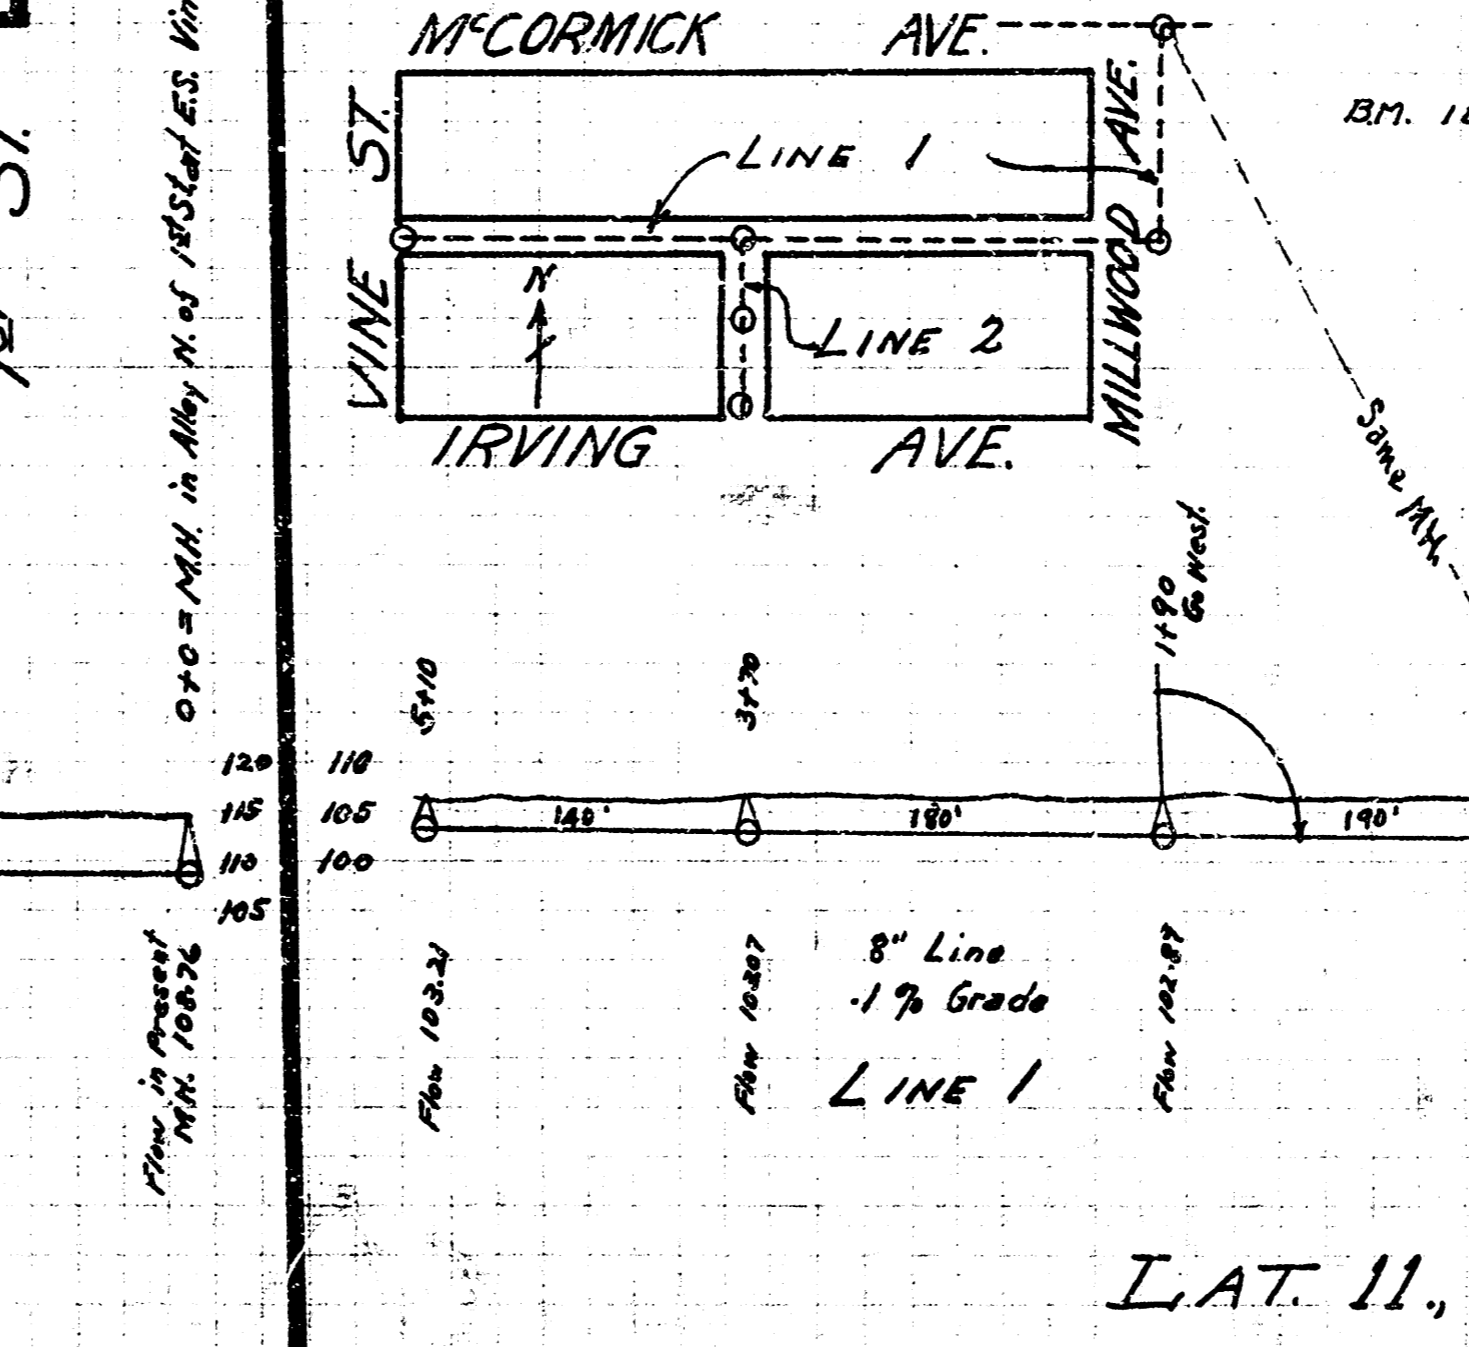 1st ST.
0+0 = M.H. in Alley N. of 1st St. at E.S.
McCORMICK AVE.
VINE ST.
MILLWOOD AVE.
B.M.
LINE 1
N
LINE 2
IRVING AVE.
Same M.H.
5+10
3+70
1+90
Go West.
120
115
110
105
110
105
100
140'
180'
190'
Flow in Present
M.H. 108.76
Flow 103.21
Flow 103.07
8" Line
.1% Grade
LINE 1
Flow 102.89
LAT. 11.,